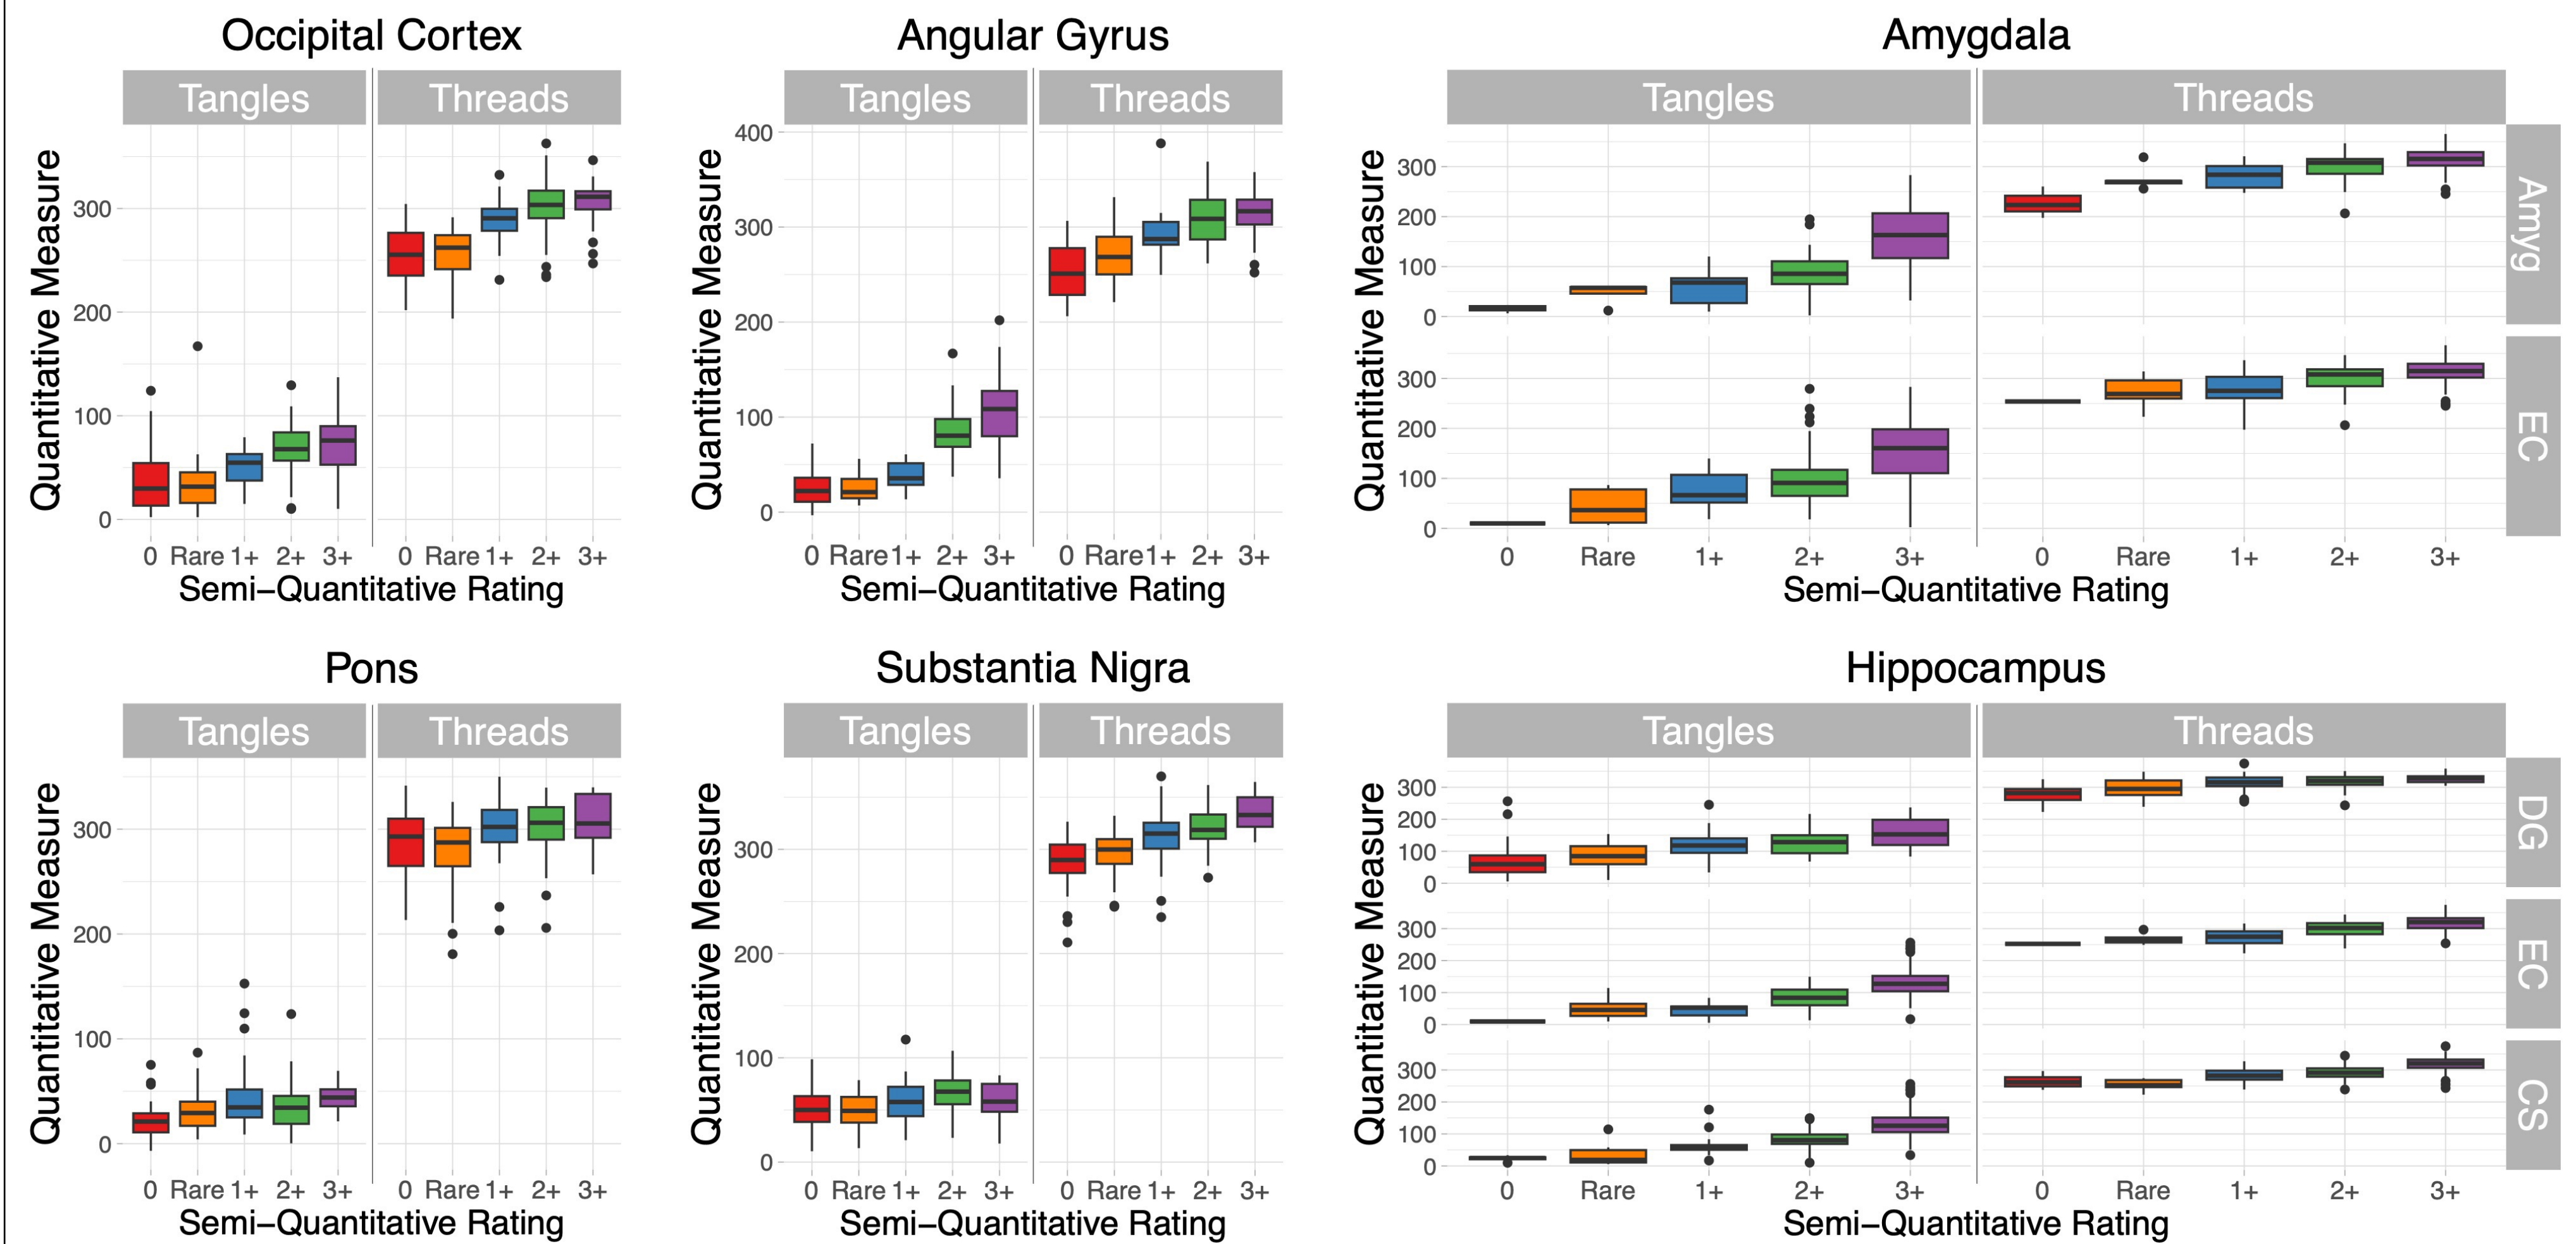 Occipital Cortex
Tangles Threads
Quantitative Measure
300
200
100
0
0 Rare 1+ 2+ 3+ 0 Rare 1+ 2+ 3+
Semi−Quantitative Rating
Angular Gyrus
Tangles Threads
Quantitative Measure
400
300
200
100
0
0 Rare 1+ 2+ 3+ 0 Rare 1+ 2+ 3+
Semi−Quantitative Rating
Amygdala
Tangles Threads
Quantitative Measure
300
200
100
0
Amyg
300
200
100
0
EC
0 Rare 1+ 2+ 3+ 0 Rare 1+ 2+ 3+
Semi−Quantitative Rating
Pons
Tangles Threads
Quantitative Measure
300
200
100
0
0 Rare 1+ 2+ 3+ 0 Rare 1+ 2+ 3+
Semi−Quantitative Rating
Substantia Nigra
Tangles Threads
Quantitative Measure
300
200
100
0
0 Rare 1+ 2+ 3+ 0 Rare 1+ 2+ 3+
Semi−Quantitative Rating
Hippocampus
Tangles Threads
Quantitative Measure
300
200
100
0
DG
300
200
100
0
EC
300
200
100
0
CS
0 Rare 1+ 2+ 3+ 0 Rare 1+ 2+ 3+
Semi−Quantitative Rating